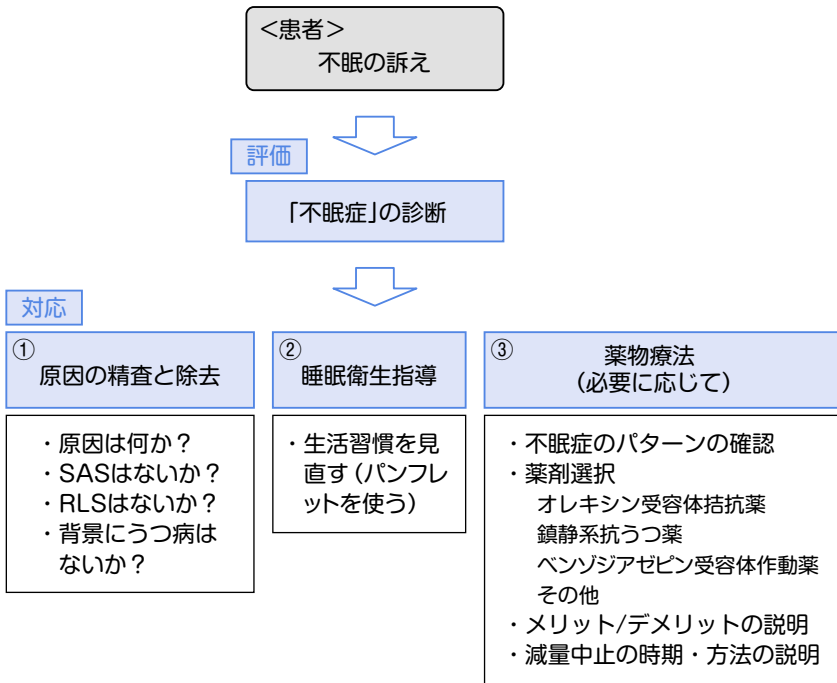 <患者>
不眠の訴え
評価
「不眠症」の診断
対応
①
原因の精査と除去
・原因は何か？
・SASはないか？
・RLSはないか？
・背景にうつ病は
ないか？
②
睡眠衛生指導
・生活習慣を見
直す（パンフレ
ットを使う）
③
薬物療法
（必要に応じて）
・不眠症のパターンの確認
・薬剤選択
オレキシン受容体拮抗薬
鎮静系抗うつ薬
ベンゾジアゼピン受容体作動薬
その他
・メリット/デメリットの説明
・減量中止の時期・方法の説明